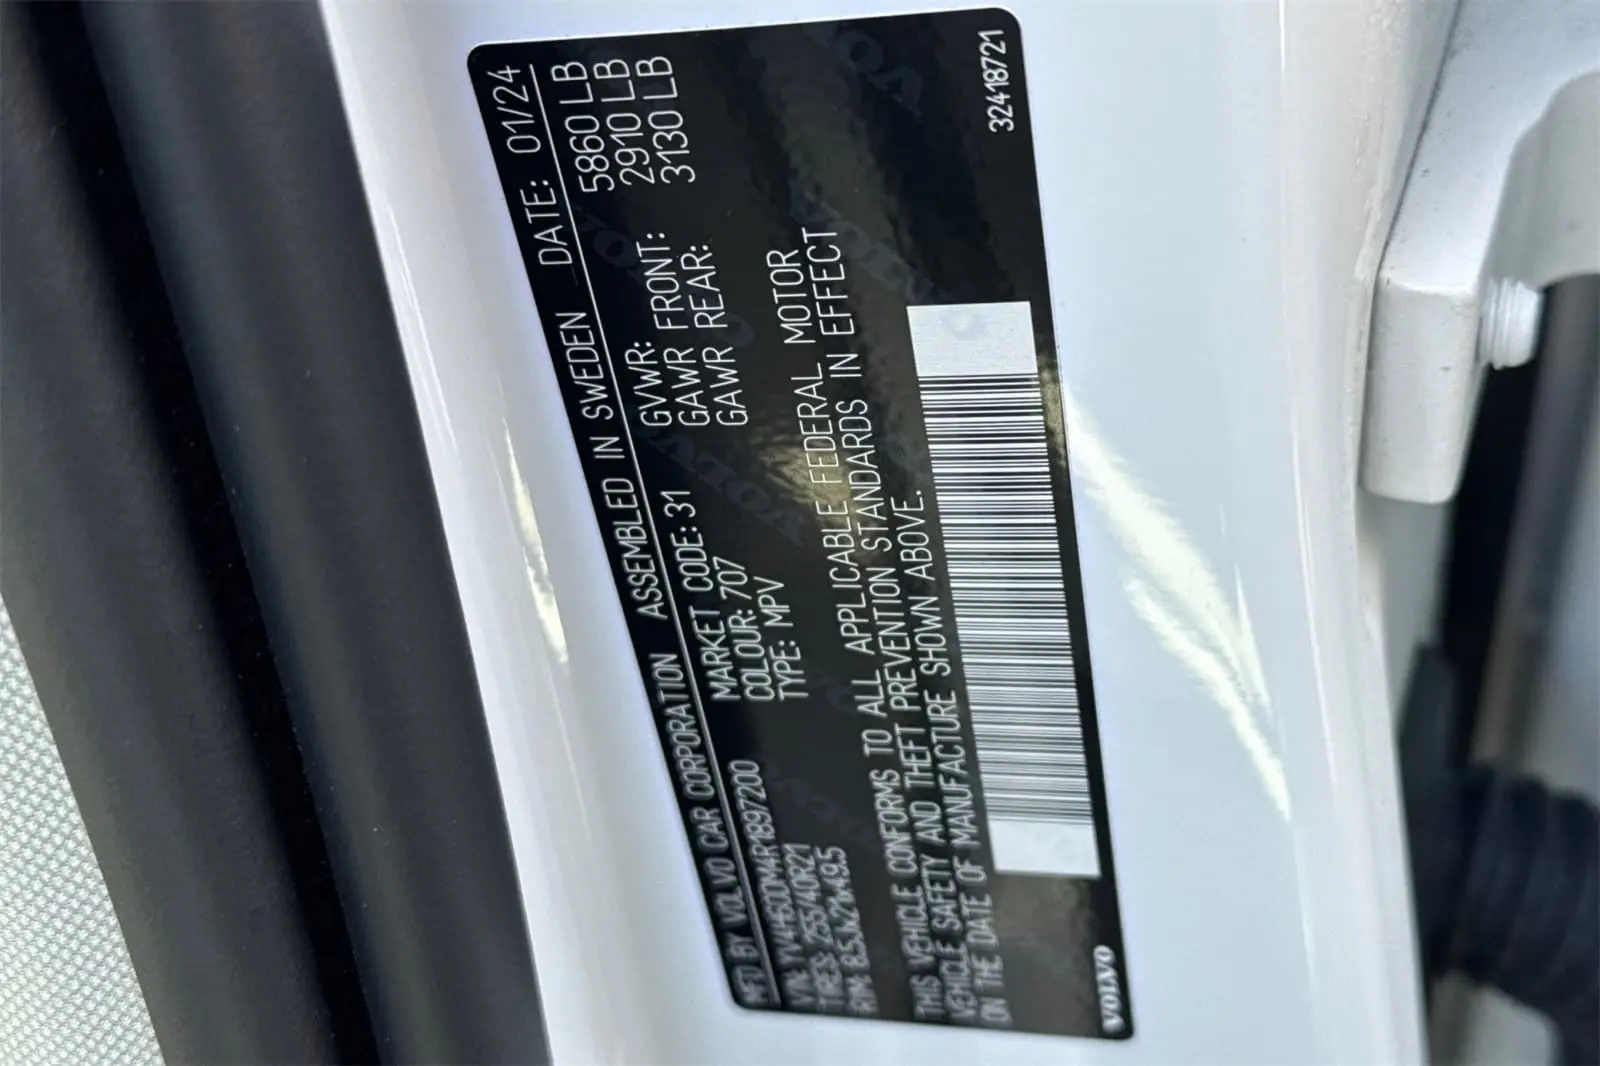 MFD BY VOLVO CAR CORPORATION ASSEMBLED IN SWEDEN DATE: 01/24
VIN: YV4H60DM4R1897200 MARKET CODE: 31 GVWR: 5860 LB
TIRES: 255/40R21 COLOUR: 707 GAWR FRONT: 2910 LB
RIM: 8.5Jx21x49.5 TYPE: MPV GAWR REAR: 3130 LB
THIS VEHICLE CONFORMS TO ALL APPLICABLE FEDERAL MOTOR
VEHICLE SAFETY AND THEFT PREVENTION STANDARDS IN EFFECT
ON THE DATE OF MANUFACTURE SHOWN ABOVE.
VOLVO 32418721